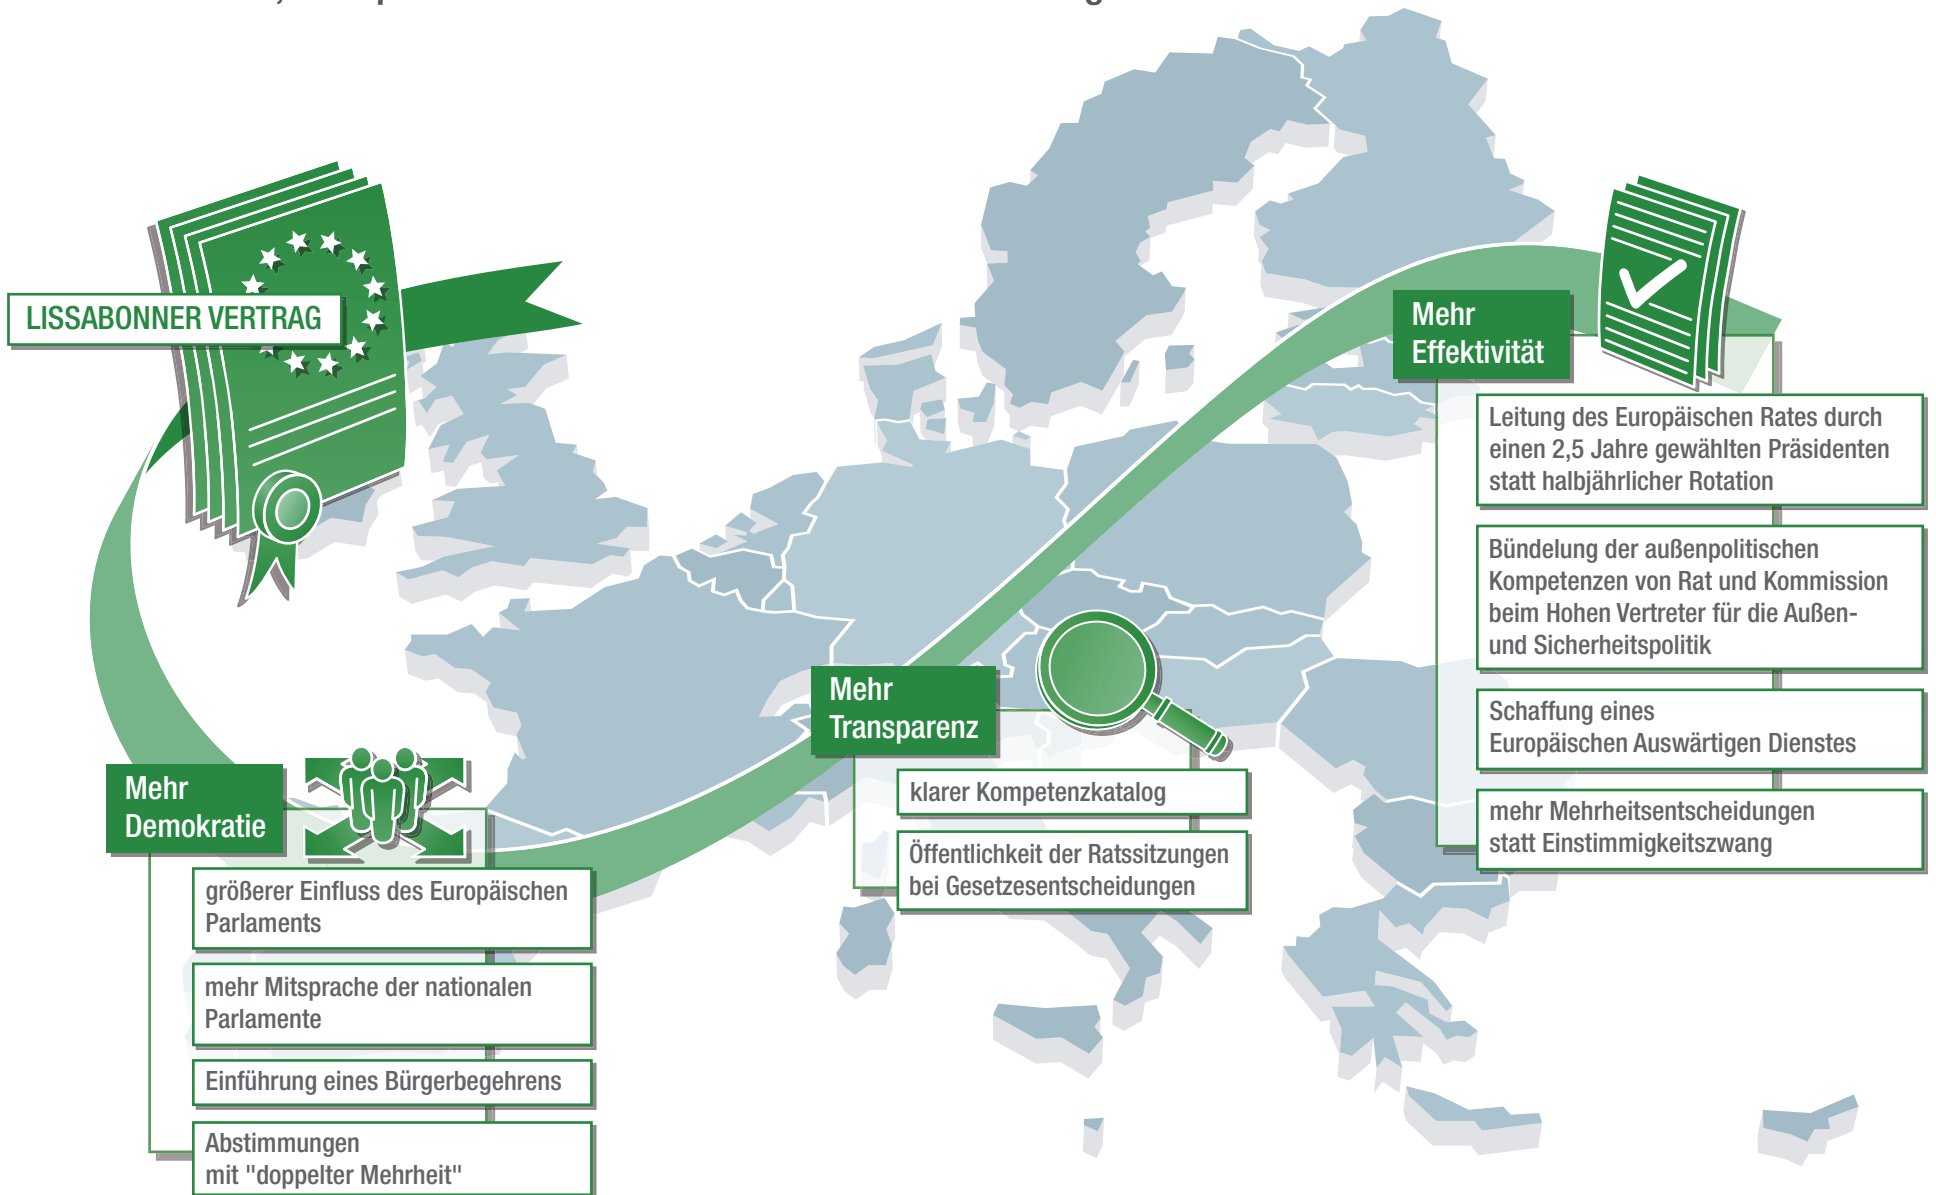 LISSABONNER VERTRAG
Mehr
Demokratie
größerer Einfluss des Europäischen
Parlaments
mehr Mitsprache der nationalen
Parlamente
Einführung eines Bürgerbegehrens
Abstimmungen
mit "doppelter Mehrheit"
Mehr
Transparenz
klarer Kompetenzkatalog
Öffentlichkeit der Ratssitzungen
bei Gesetzesentscheidungen
Mehr
Effektivität
Leitung des Europäischen Rates durch
einen 2,5 Jahre gewählten Präsidenten
statt halbjährlicher Rotation
Bündelung der außenpolitischen
Kompetenzen von Rat und Kommission
beim Hohen Vertreter für die Außen-
und Sicherheitspolitik
Schaffung eines
Europäischen Auswärtigen Dienstes
mehr Mehrheitsentscheidungen
statt Einstimmigkeitszwang